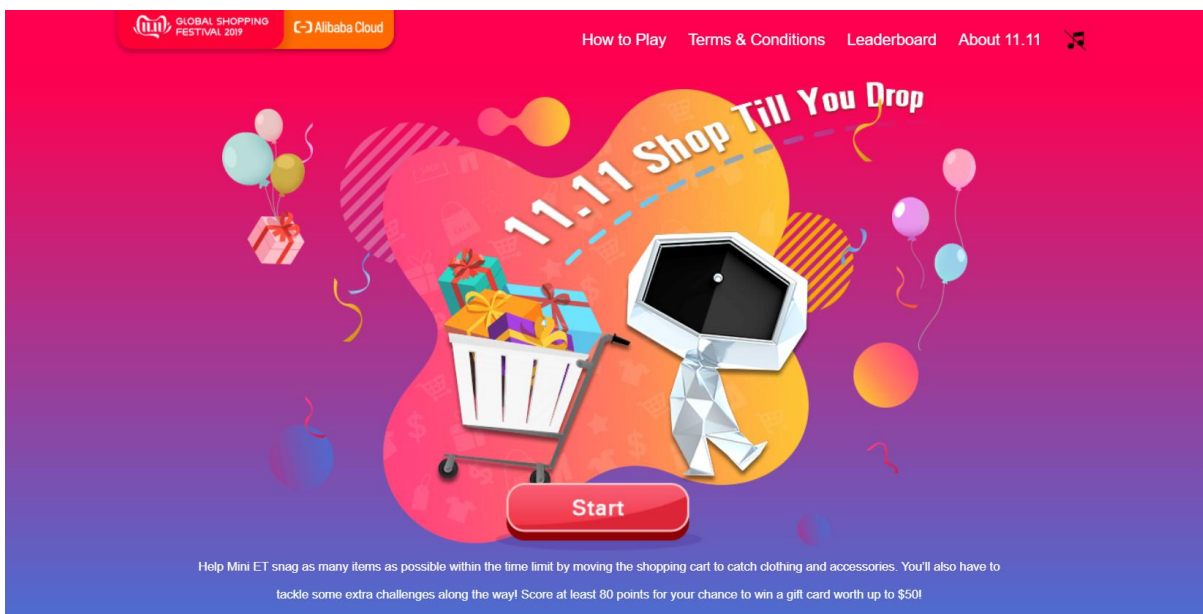 11.11
GLOBAL SHOPPING
FESTIVAL 2019
Alibaba Cloud
How to Play
Terms & Conditions
Leaderboard
About 11.11
11.11 Shop Till You Drop
Start
Help Mini ET snag as many items as possible within the time limit by moving the shopping cart to catch clothing and accessories. You'll also have to
tackle some extra challenges along the way! Score at least 80 points for your chance to win a gift card worth up to $50!